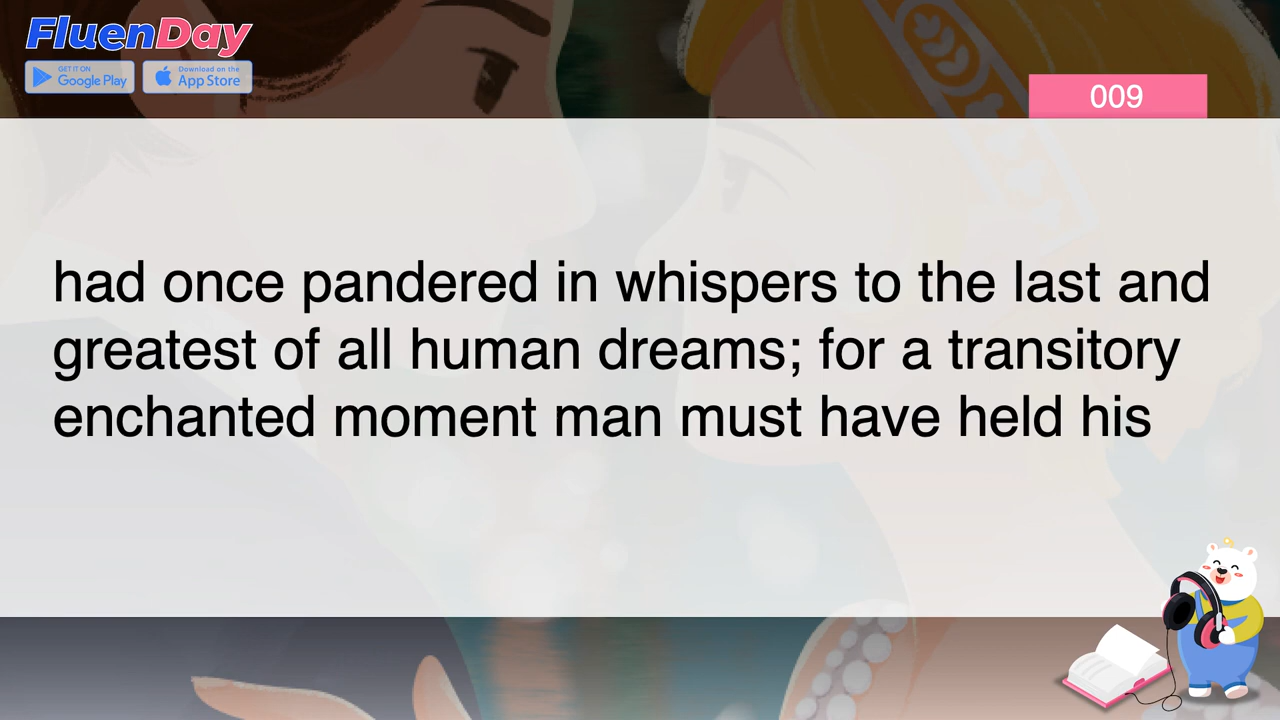 FluenDay
GET IT ON
Google Play
Download on the
App Store
009
had once pandered in whispers to the last and
greatest of all human dreams; for a transitory
enchanted moment man must have held his